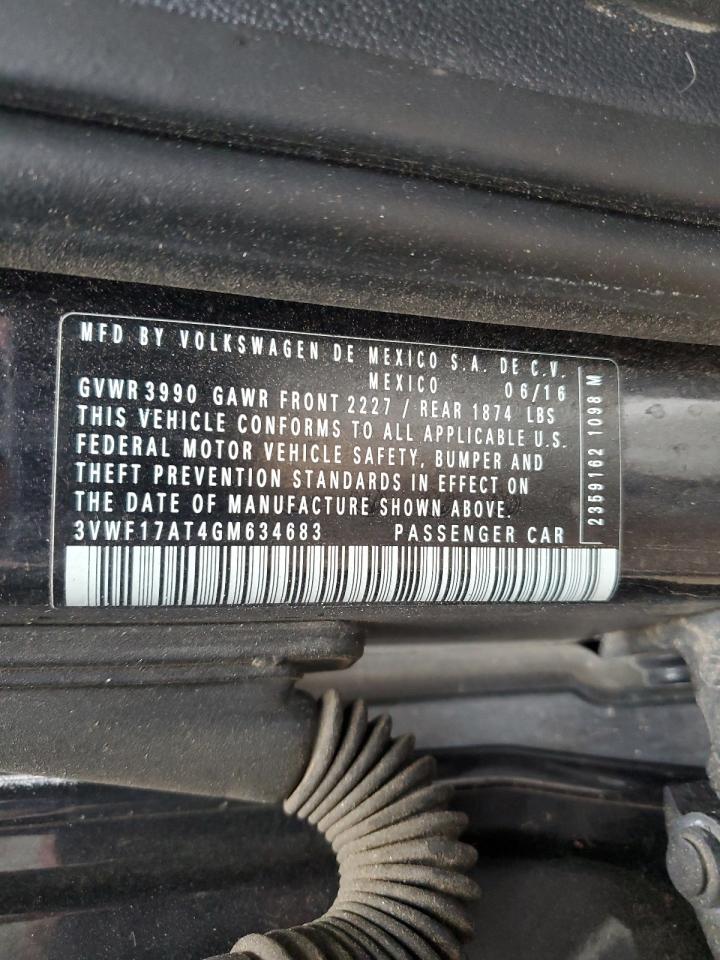 MFD BY VOLKSWAGEN DE MEXICO S.A. DE C.V.
MEXICO 06/16
GVWR 3990 GAWR FRONT 2227 / REAR 1874 LBS
THIS VEHICLE CONFORMS TO ALL APPLICABLE U.S.
FEDERAL MOTOR VEHICLE SAFETY, BUMPER AND
THEFT PREVENTION STANDARDS IN EFFECT ON
THE DATE OF MANUFACTURE SHOWN ABOVE.
3VWF17AT4GM634683 PASSENGER CAR
2359162 1098 M